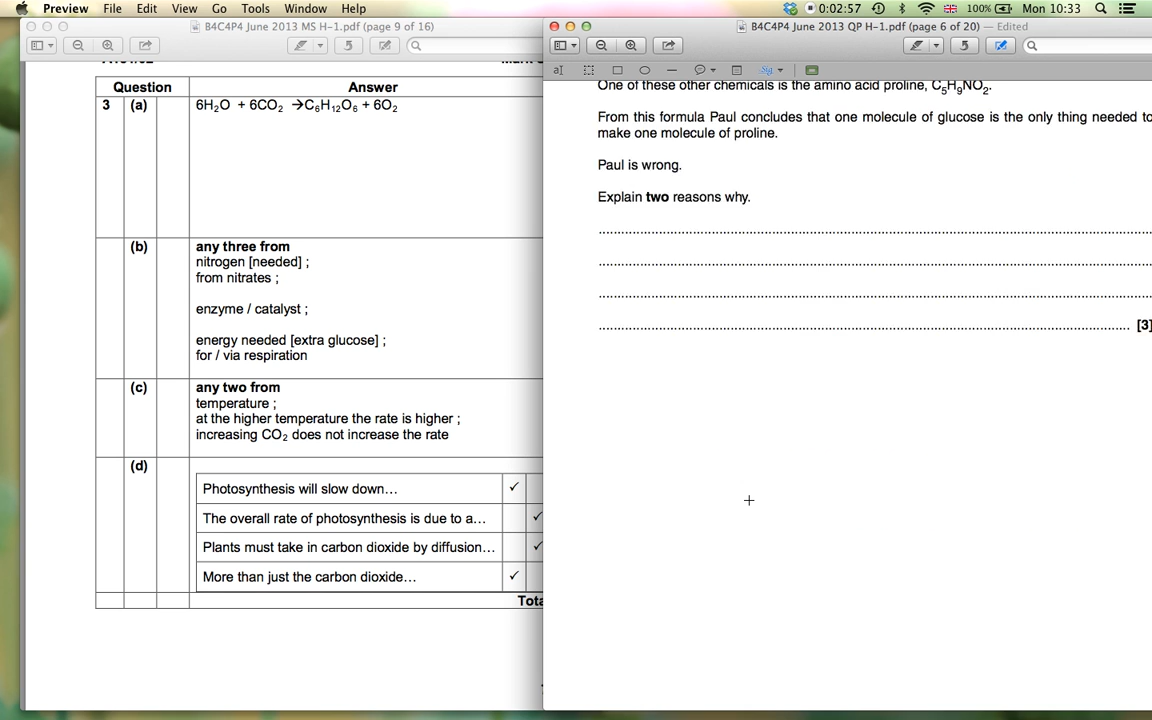 Preview File Edit View Go Tools Window Help 0:02:57 100% Mon 10:33
B4C4P4 June 2013 MS H-1.pdf (page 9 of 16)
Question Answer
3 (a) 6H₂O + 6CO₂ →C₆H₁₂O₆ + 6O₂
(b) any three from
nitrogen [needed] ;
from nitrates ;
enzyme / catalyst ;
energy needed [extra glucose] ;
for / via respiration
(c) any two from
temperature ;
at the higher temperature the rate is higher ;
increasing CO₂ does not increase the rate
(d)
Photosynthesis will slow down… ✓
The overall rate of photosynthesis is due to a… ✓
Plants must take in carbon dioxide by diffusion… ✓
More than just the carbon dioxide… ✓
Tota
B4C4P4 June 2013 QP H-1.pdf (page 6 of 20) — Edited
One of these other chemicals is the amino acid proline, C₅H₉NO₂.
From this formula Paul concludes that one molecule of glucose is the only thing needed to
make one molecule of proline.
Paul is wrong.
Explain two reasons why.
[3]